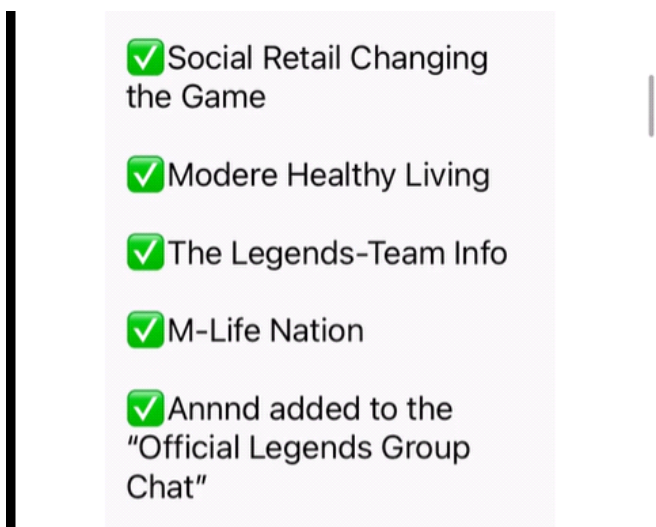 ✅Social Retail Changing
the Game
✅Modere Healthy Living
✅The Legends-Team Info
✅M-Life Nation
✅Annnd added to the
“Official Legends Group
Chat”